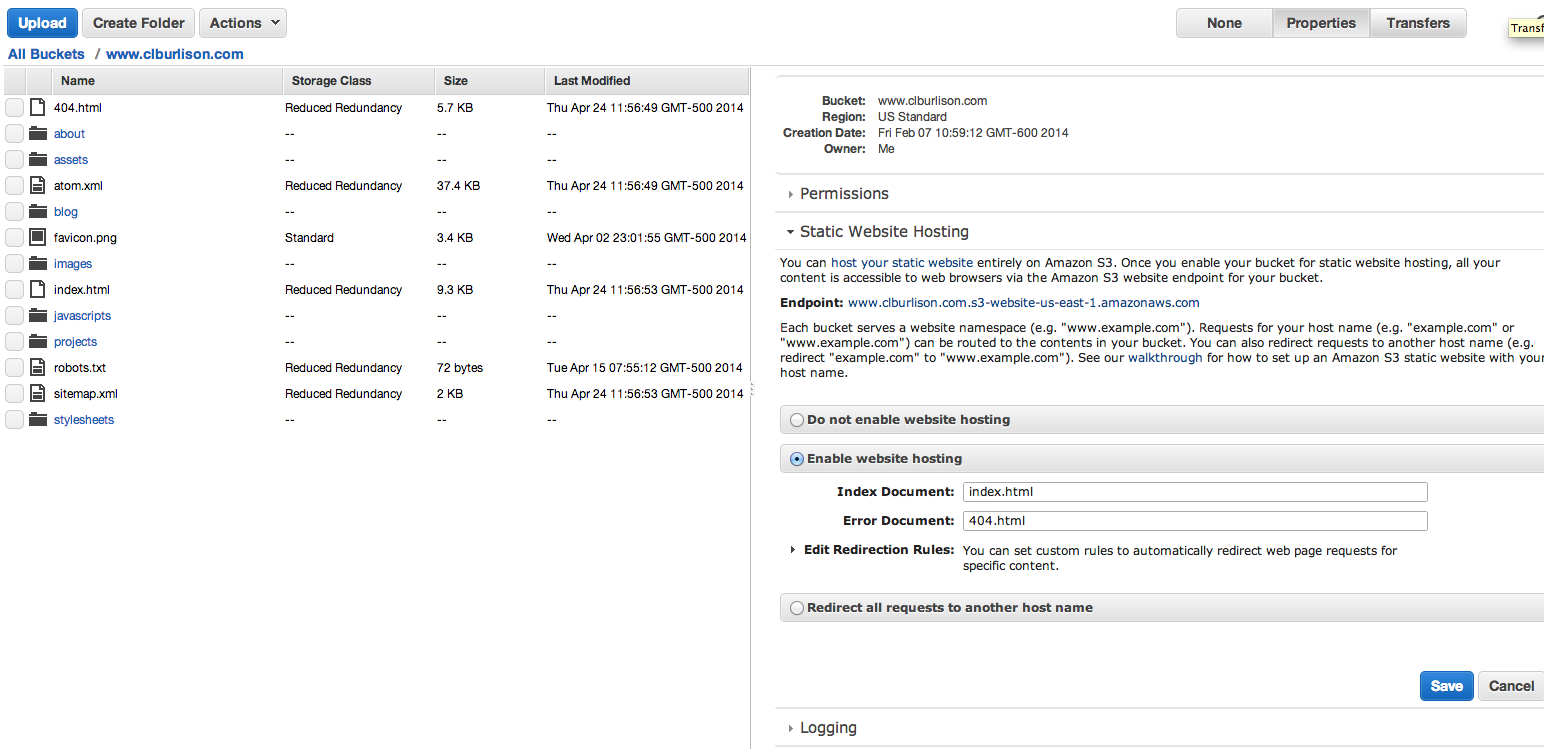 Upload Create Folder Actions None Properties Transfers
Transf
All Buckets / www.clburlison.com
Name Storage Class Size Last Modified
404.html Reduced Redundancy 5.7 KB Thu Apr 24 11:56:49 GMT-500 2014
about -- -- --
assets -- -- --
atom.xml Reduced Redundancy 37.4 KB Thu Apr 24 11:56:49 GMT-500 2014
blog -- -- --
favicon.png Standard 3.4 KB Wed Apr 02 23:01:55 GMT-500 2014
images -- -- --
index.html Reduced Redundancy 9.3 KB Thu Apr 24 11:56:53 GMT-500 2014
javascripts -- -- --
projects -- -- --
robots.txt Reduced Redundancy 72 bytes Tue Apr 15 07:55:12 GMT-500 2014
sitemap.xml Reduced Redundancy 2 KB Thu Apr 24 11:56:53 GMT-500 2014
stylesheets -- -- --
Bucket: www.clburlison.com
Region: US Standard
Creation Date: Fri Feb 07 10:59:12 GMT-600 2014
Owner: Me
Permissions
Static Website Hosting
You can host your static website entirely on Amazon S3. Once you enable your bucket for static website hosting, all your
content is accessible to web browsers via the Amazon S3 website endpoint for your bucket.
Endpoint: www.clburlison.com.s3-website-us-east-1.amazonaws.com
Each bucket serves a website namespace (e.g. "www.example.com"). Requests for your host name (e.g. "example.com" or
"www.example.com") can be routed to the contents in your bucket. You can also redirect requests to another host name (e.g.
redirect "example.com" to "www.example.com"). See our walkthrough for how to set up an Amazon S3 static website with your
host name.
Do not enable website hosting
Enable website hosting
Index Document: index.html
Error Document: 404.html
Edit Redirection Rules: You can set custom rules to automatically redirect web page requests for
specific content.
Redirect all requests to another host name
Save Cancel
Logging